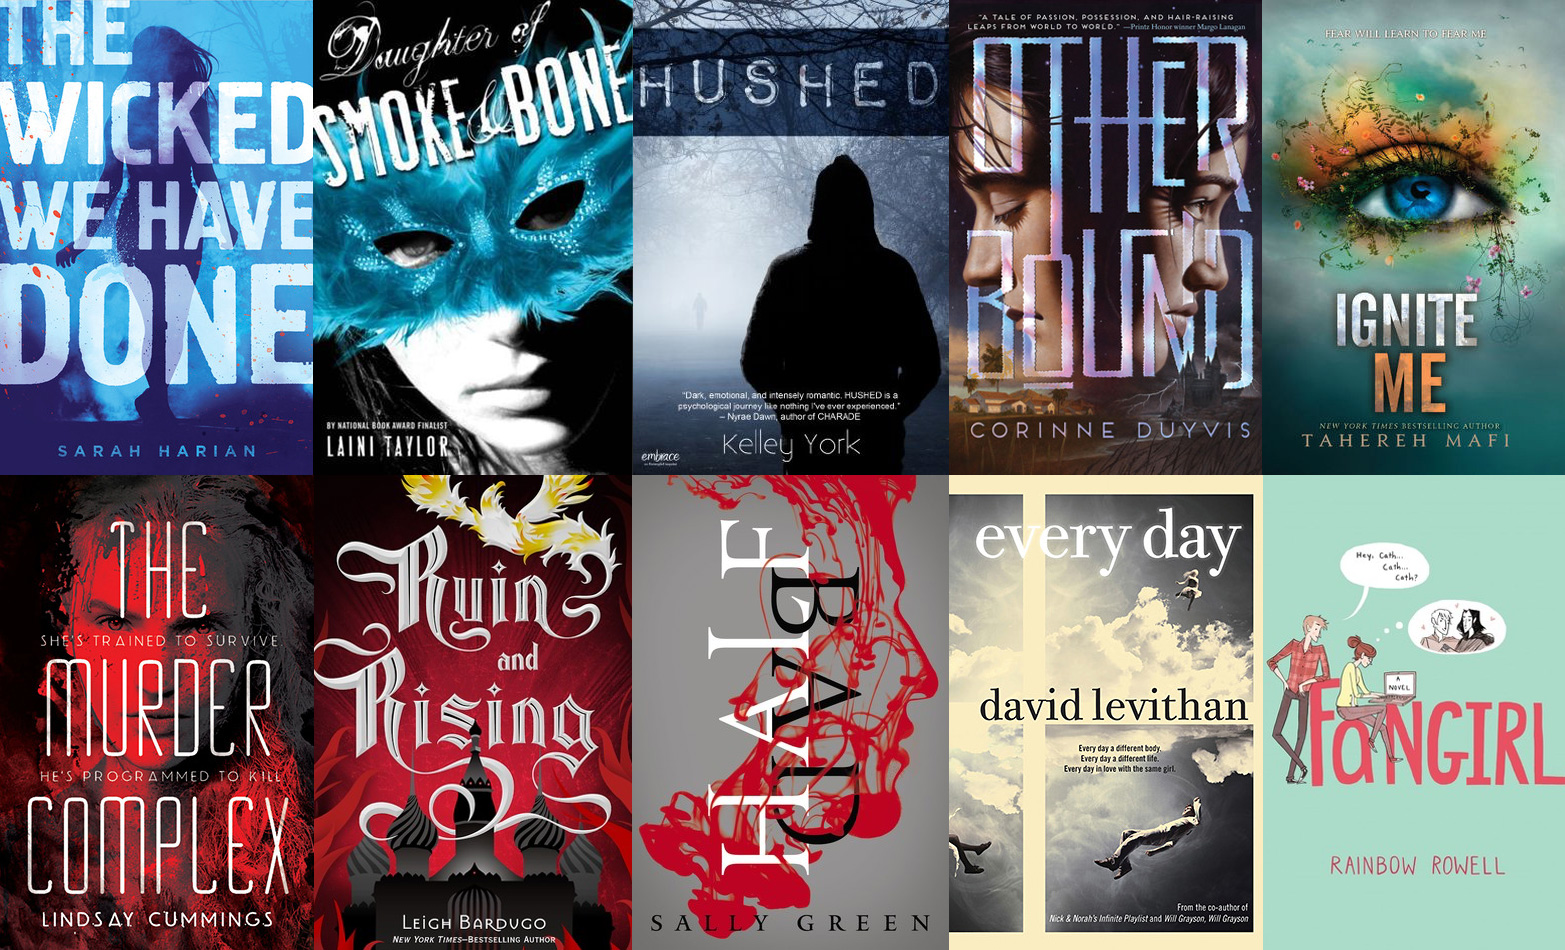 THE
WICKED
WE HAVE
DONE
SARAH HARIAN
Daughter of
SMOKE & BONE
BY NATIONAL BOOK AWARD FINALIST
LAINI TAYLOR
HUSHED
"Dark, emotional, and intensely romantic. HUSHED is a
psychological journey like nothing I've ever experienced."
– Nyrae Dawn, author of CHARADE
Kelley York
embrace
"A TALE OF PASSION, POSSESSION, AND HAIR-RAISING
LEAPS FROM WORLD TO WORLD." —Printz Honor winner Margo Lanagan
OTHER
BOUND
CORINNE DUYVIS
FEAR WILL LEARN TO FEAR ME
IGNITE
ME
NEW YORK TIMES BESTSELLING AUTHOR
TAHEREH MAFI
THE
SHE'S TRAINED TO SURVIVE
MURDER
HE'S PROGRAMMED TO KILL
COMPLEX
LINDSAY CUMMINGS
Ruin
and
Rising
LEIGH BARDUGO
NEW YORK TIMES–BESTSELLING AUTHOR
HALF
BAD
SALLY GREEN
every day
david levithan
Every day a different body.
Every day a different life.
Every day in love with the same girl.
From the co-author of
Nick & Norah's Infinite Playlist and Will Grayson, Will Grayson
Hey, Cath...
Cath...
Cath?
A
NOVEL
FANGIRL
RAINBOW ROWELL